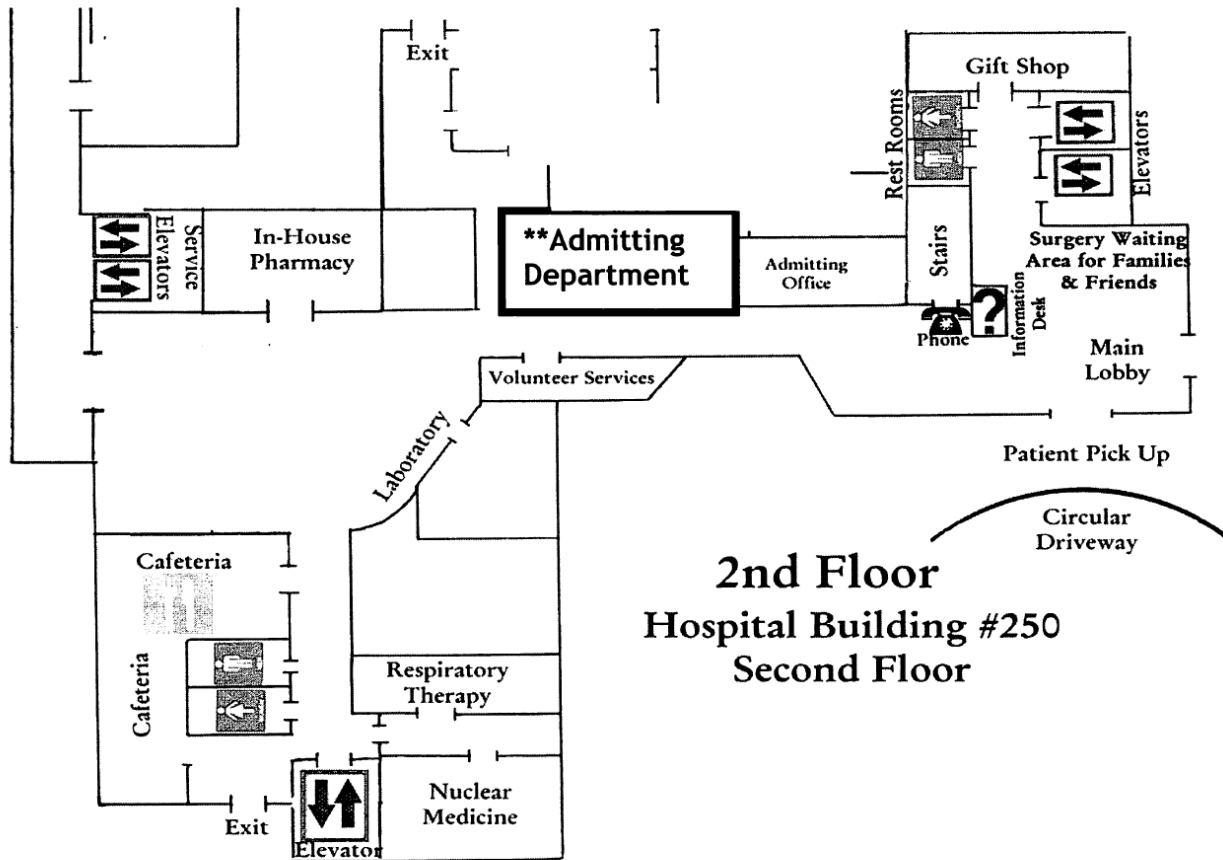 Exit
Gift Shop
Rest Rooms
Elevators
Service
Elevators
In-House
Pharmacy
**Admitting
Department
Admitting
Office
Stairs
Surgery Waiting
Area for Families
& Friends
?
Phone
Information
Desk
Main
Lobby
Volunteer Services
Laboratory
Patient Pick Up
Circular
Driveway
Cafeteria
Cafeteria
2nd Floor
Hospital Building #250
Second Floor
Respiratory
Therapy
Nuclear
Medicine
Exit
Elevator